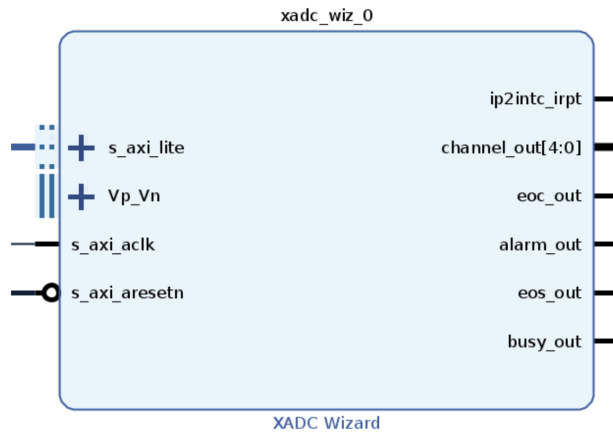 xadc_wiz_0
ip2intc_irpt
s_axi_lite
channel_out[4:0]
Vp_Vn
eoc_out
s_axi_aclk
alarm_out
s_axi_aresetn
eos_out
busy_out
XADC Wizard